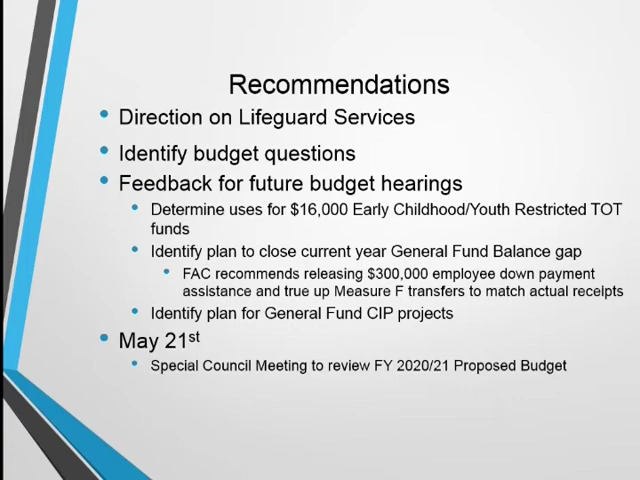 Recommendations
Direction on Lifeguard Services
Identify budget questions
Feedback for future budget hearings
Determine uses for $16,000 Early Childhood/Youth Restricted TOT
funds
Identify plan to close current year General Fund Balance gap
FAC recommends releasing $300,000 employee down payment
assistance and true up Measure F transfers to match actual receipts
Identify plan for General Fund CIP projects
May 21st
Special Council Meeting to review FY 2020/21 Proposed Budget